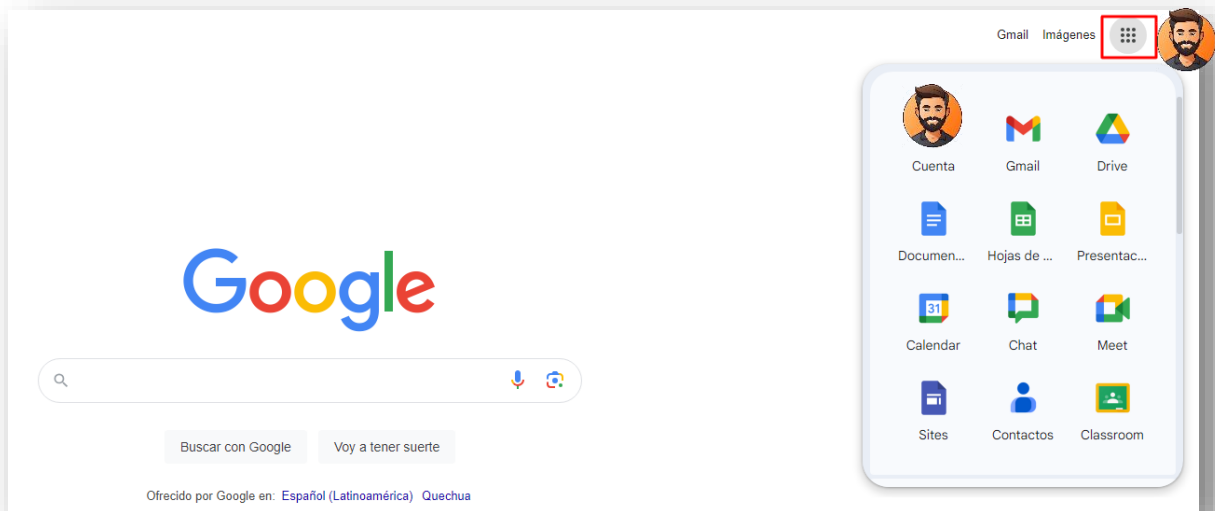 Gmail Imágenes
Cuenta Gmail Drive
Documen... Hojas de ... Presentac...
31
Calendar Chat Meet
Sites Contactos Classroom
Google
Buscar con Google Voy a tener suerte
Ofrecido por Google en: Español (Latinoamérica) Quechua